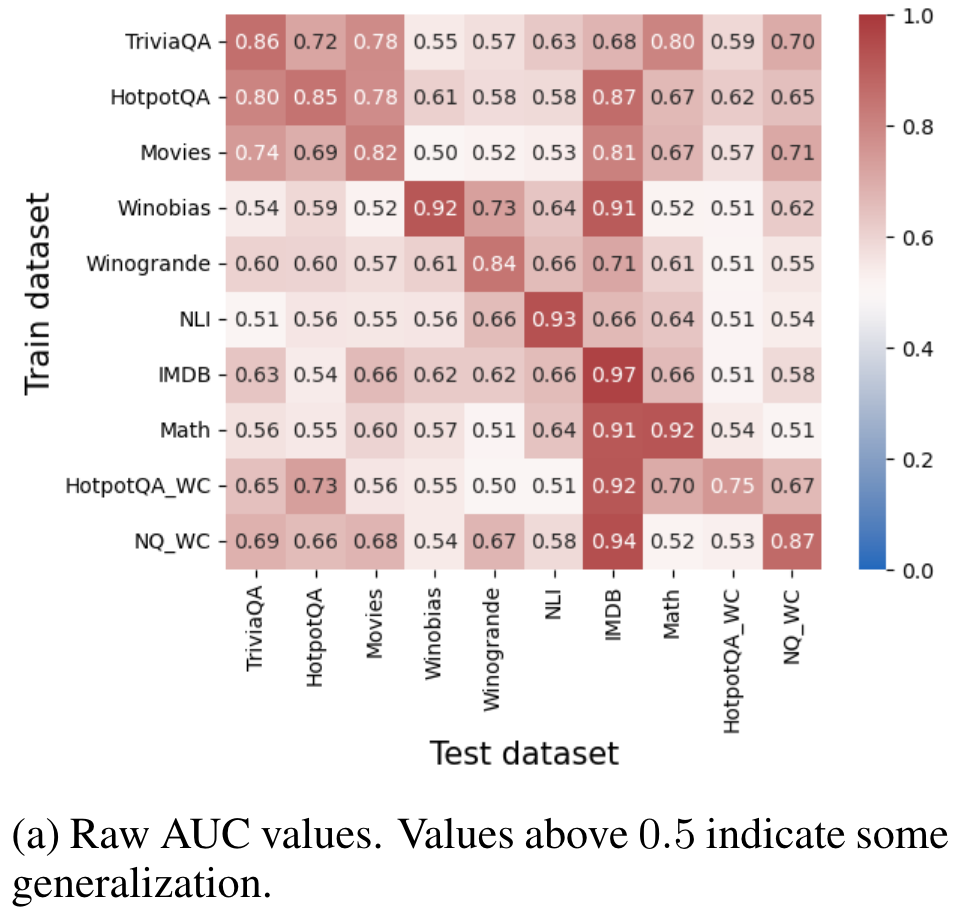 TriviaQA 0.86 0.72 0.78 0.55 0.57 0.63 0.68 0.80 0.59 0.70
HotpotQA 0.80 0.85 0.78 0.61 0.58 0.58 0.87 0.67 0.62 0.65
Movies 0.74 0.69 0.82 0.50 0.52 0.53 0.81 0.67 0.57 0.71
Winobias 0.54 0.59 0.52 0.92 0.73 0.64 0.91 0.52 0.51 0.62
Winogrande 0.60 0.60 0.57 0.61 0.84 0.66 0.71 0.61 0.51 0.55
NLI 0.51 0.56 0.55 0.56 0.66 0.93 0.66 0.64 0.51 0.54
IMDB 0.63 0.54 0.66 0.62 0.62 0.66 0.97 0.66 0.51 0.58
Math 0.56 0.55 0.60 0.57 0.51 0.64 0.91 0.92 0.54 0.51
HotpotQA_WC 0.65 0.73 0.56 0.55 0.50 0.51 0.92 0.70 0.75 0.67
NQ_WC 0.69 0.66 0.68 0.54 0.67 0.58 0.94 0.52 0.53 0.87
Train dataset
TriviaQA HotpotQA Movies Winobias Winogrande NLI IMDB Math HotpotQA_WC NQ_WC
Test dataset
1.0
0.8
0.6
0.4
0.2
0.0
(a) Raw AUC values. Values above 0.5 indicate some
generalization.